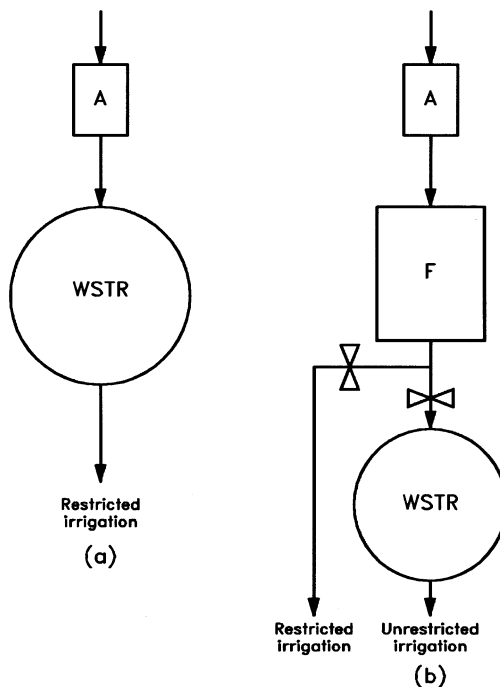 A
WSTR
Restricted
irrigation
(a)
A
F
WSTR
Restricted
irrigation
Unrestricted
irrigation
(b)